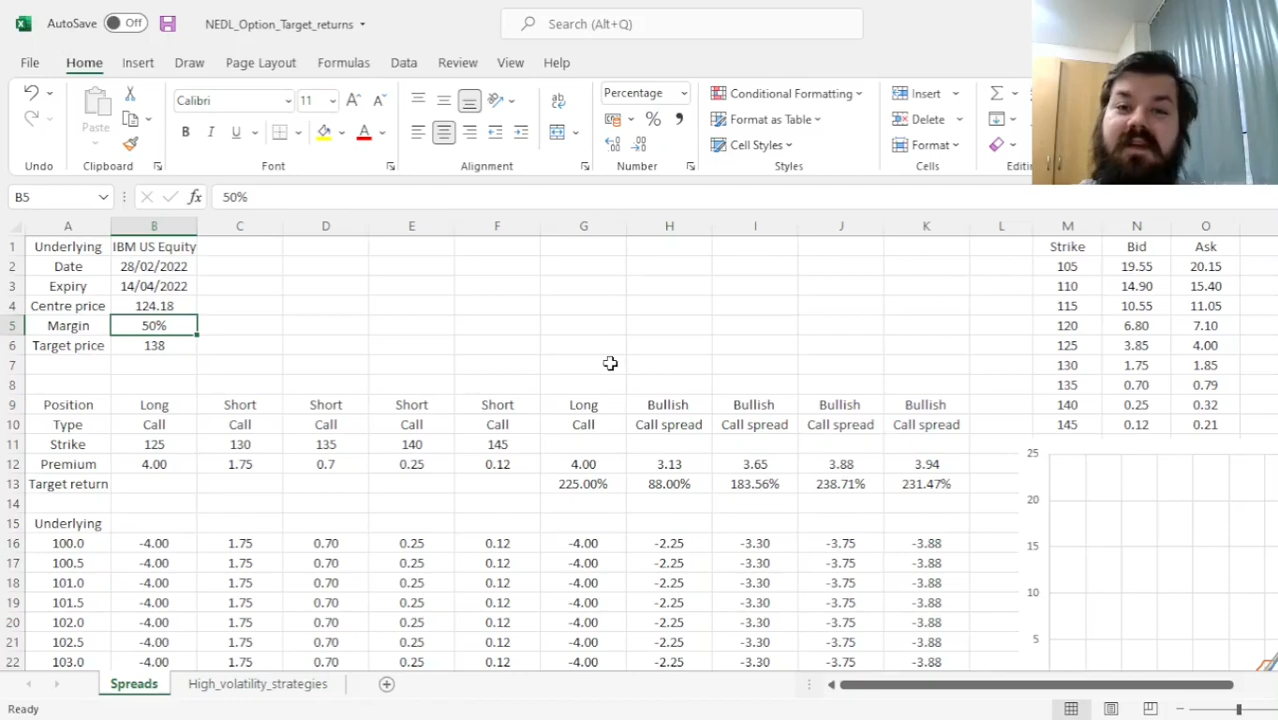 AutoSave Off NEDL_Option_Target_returns Search (Alt+Q)
File Home Insert Draw Page Layout Formulas Data Review View Help
Calibri 11 Percentage Conditional Formatting Insert
Paste Format as Table Delete
Cell Styles Format
Undo Clipboard Font Alignment Number Styles Cells
B5 fx 50%
A B C D E F G H I J K L M N O
1 Underlying IBM US Equity Strike Bid Ask
2 Date 28/02/2022 105 19.55 20.15
3 Expiry 14/04/2022 110 14.90 15.40
4 Centre price 124.18 115 10.55 11.05
5 Margin 50% 120 6.80 7.10
6 Target price 138 125 3.85 4.00
7 130 1.75 1.85
8 135 0.70 0.79
9 Position Long Short Short Short Short Long Bullish Bullish Bullish Bullish 140 0.25 0.32
10 Type Call Call Call Call Call Call Call spread Call spread Call spread Call spread 145 0.12 0.21
11 Strike 125 130 135 140 145
12 Premium 4.00 1.75 0.7 0.25 0.12 4.00 3.13 3.65 3.88 3.94 25
13 Target return 225.00% 88.00% 183.56% 238.71% 231.47%
14 20
15 Underlying
16 100.0 -4.00 1.75 0.70 0.25 0.12 -4.00 -2.25 -3.30 -3.75 -3.88 15
17 100.5 -4.00 1.75 0.70 0.25 0.12 -4.00 -2.25 -3.30 -3.75 -3.88
18 101.0 -4.00 1.75 0.70 0.25 0.12 -4.00 -2.25 -3.30 -3.75 -3.88 10
19 101.5 -4.00 1.75 0.70 0.25 0.12 -4.00 -2.25 -3.30 -3.75 -3.88
20 102.0 -4.00 1.75 0.70 0.25 0.12 -4.00 -2.25 -3.30 -3.75 -3.88
21 102.5 -4.00 1.75 0.70 0.25 0.12 -4.00 -2.25 -3.30 -3.75 -3.88 5
22 103.0 -4.00 1.75 0.70 0.25 0.12 -4.00 -2.25 -3.30 -3.75 -3.88
Spreads High_volatility_strategies
Ready